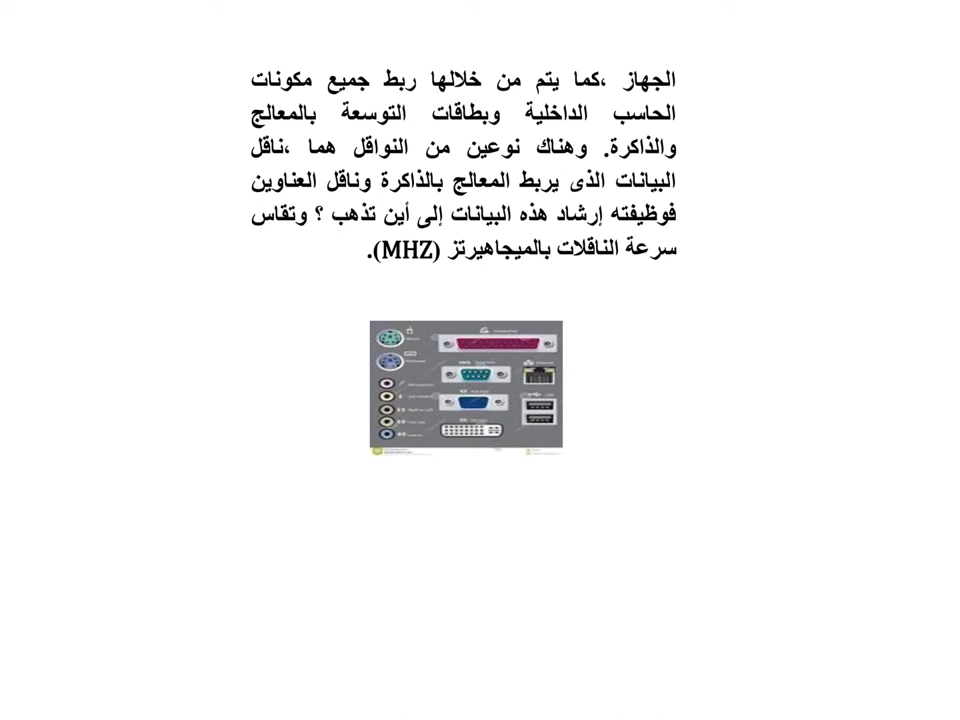 الجهاز ،كما يتم من خلالها ربط جميع مكونات
الحاسب الداخلية وبطاقات التوسعة بالمعالج
والذاكرة. وهناك نوعين من النواقل هما ،ناقل
البيانات الذى يربط المعالج بالذاكرة وناقل العناوين
فوظيفته إرشاد هذه البيانات إلى أين تذهب ؟ وتقاس
سرعة الناقلات بالميجاهيرتز (MHZ).